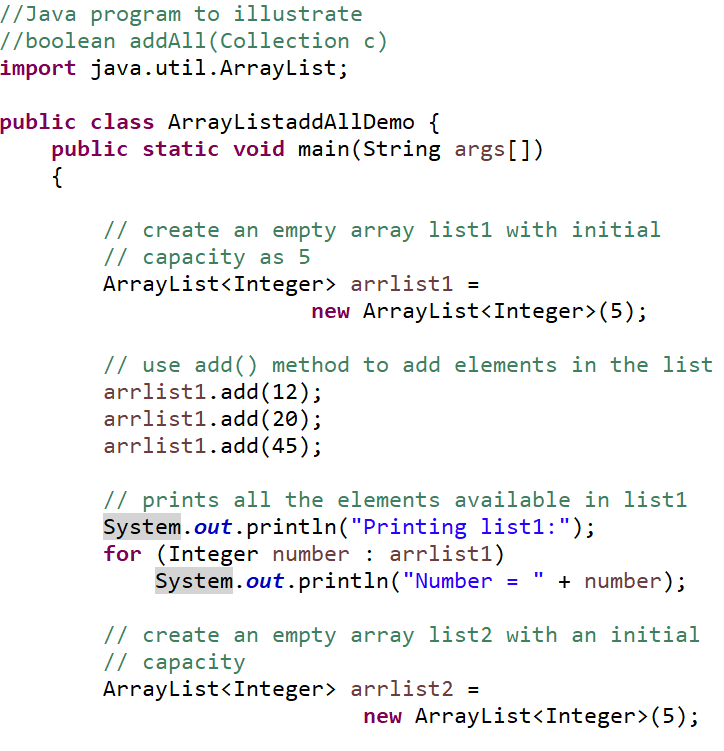 //Java program to illustrate
//boolean addAll(Collection c)
import java.util.ArrayList;
public class ArrayListaddAllDemo {
public static void main(String args[])
{
// create an empty array list1 with initial
// capacity as 5
ArrayList<Integer> arrlist1 =
new ArrayList<Integer>(5);
// use add() method to add elements in the list
arrlist1.add(12);
arrlist1.add(20);
arrlist1.add(45);
// prints all the elements available in list1
System.out.println("Printing list1:");
for (Integer number : arrlist1)
System.out.println("Number = " + number);
// create an empty array list2 with an initial
// capacity
ArrayList<Integer> arrlist2 =
new ArrayList<Integer>(5);